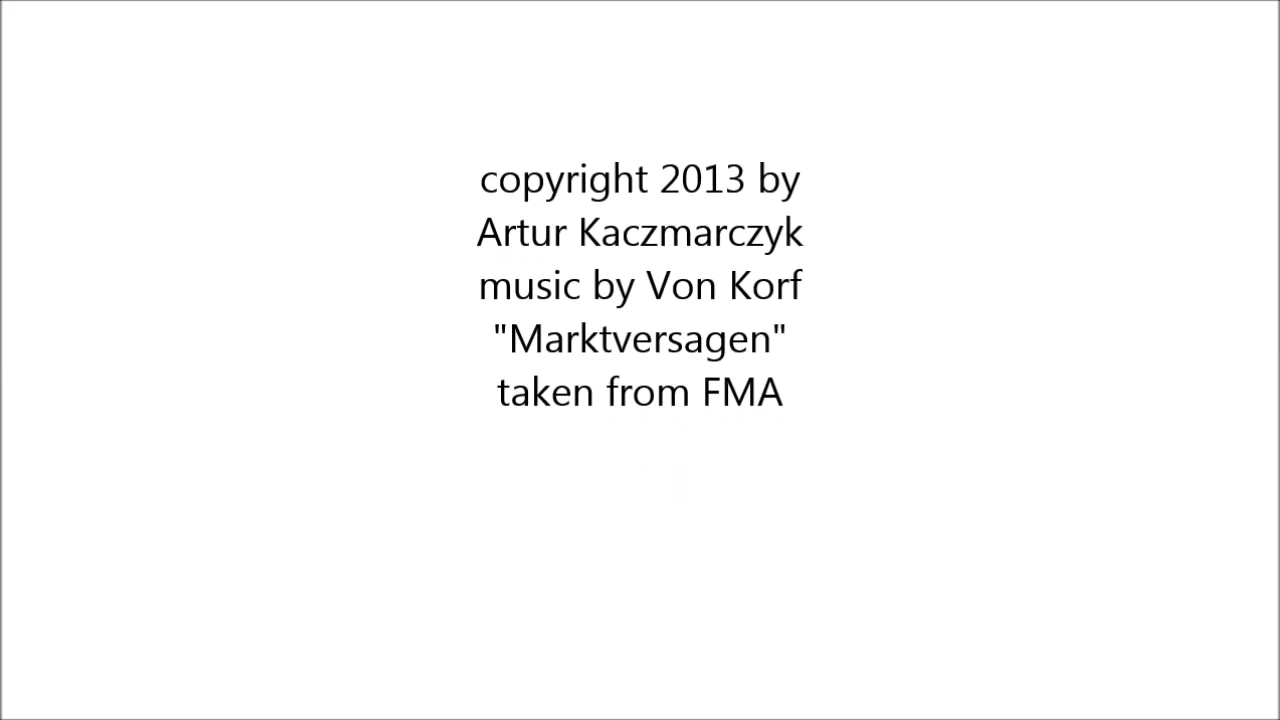 copyright 2013 by
Artur Kaczmarczyk
music by Von Korf
"Marktversagen"
taken from FMA